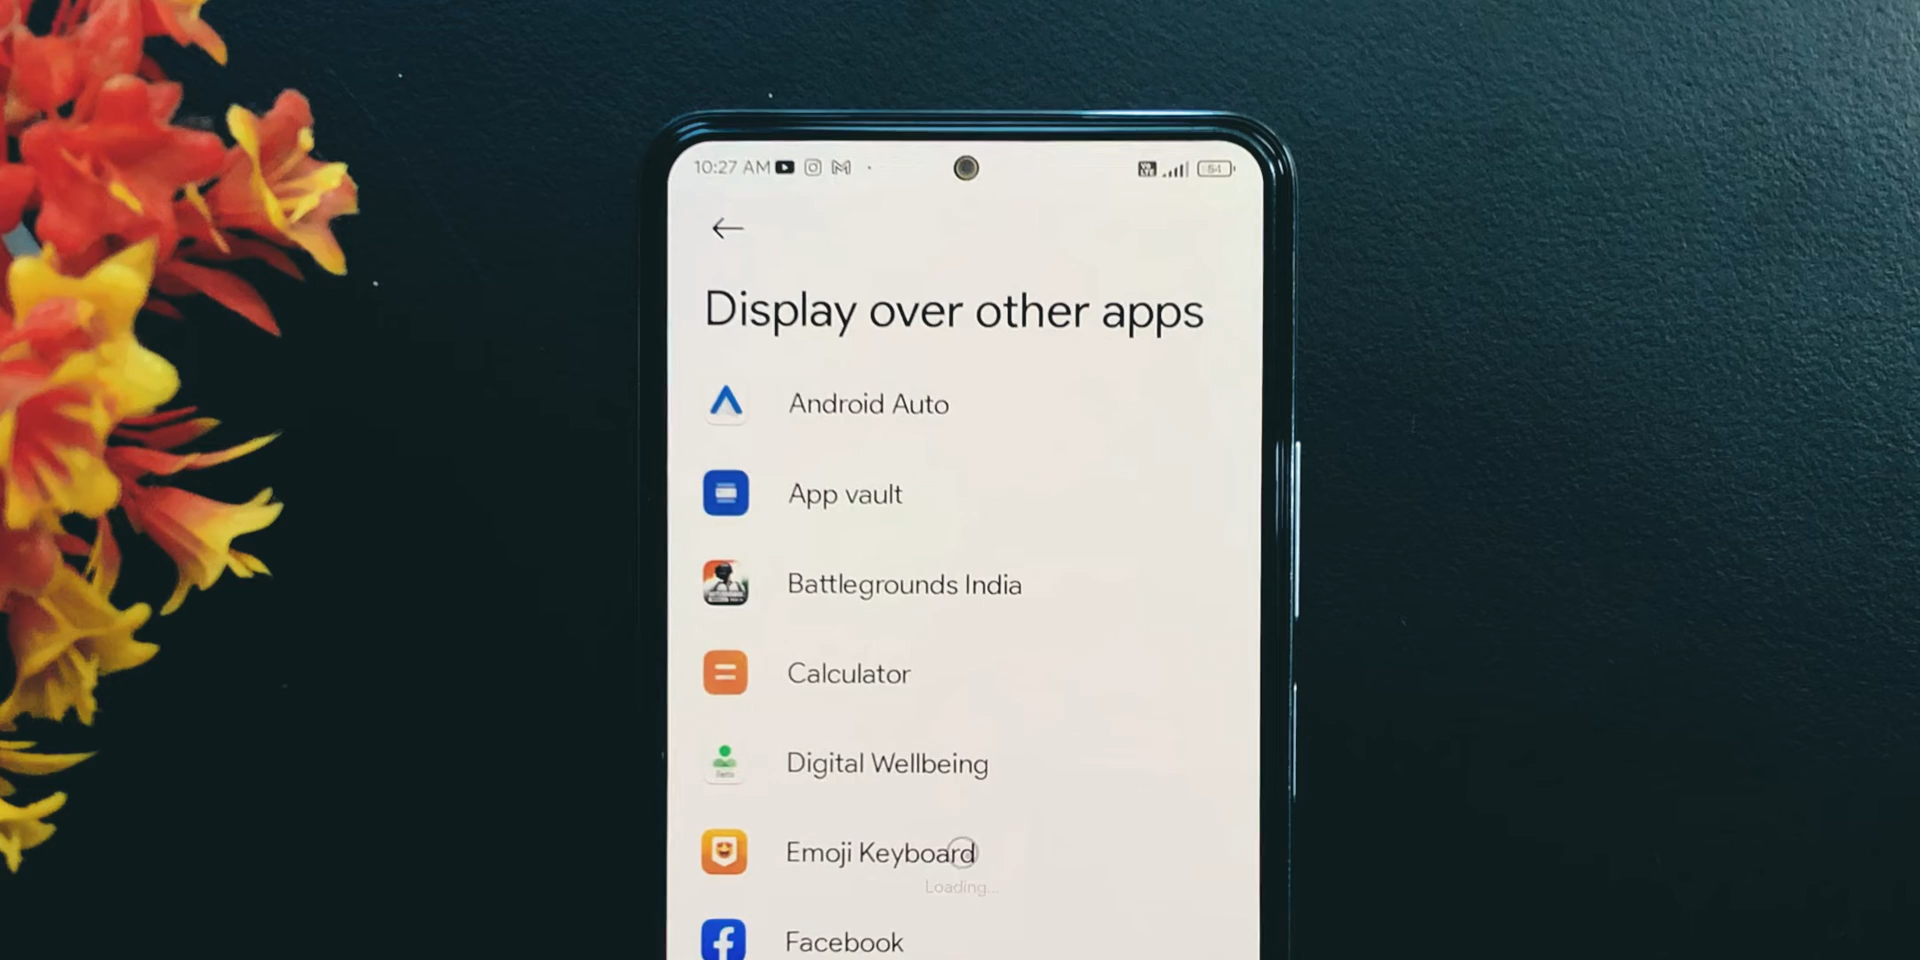 10:27 AM
54
Display over other apps
Android Auto
App vault
Battlegrounds India
Calculator
Digital Wellbeing
Emoji Keyboard
Loading...
Facebook